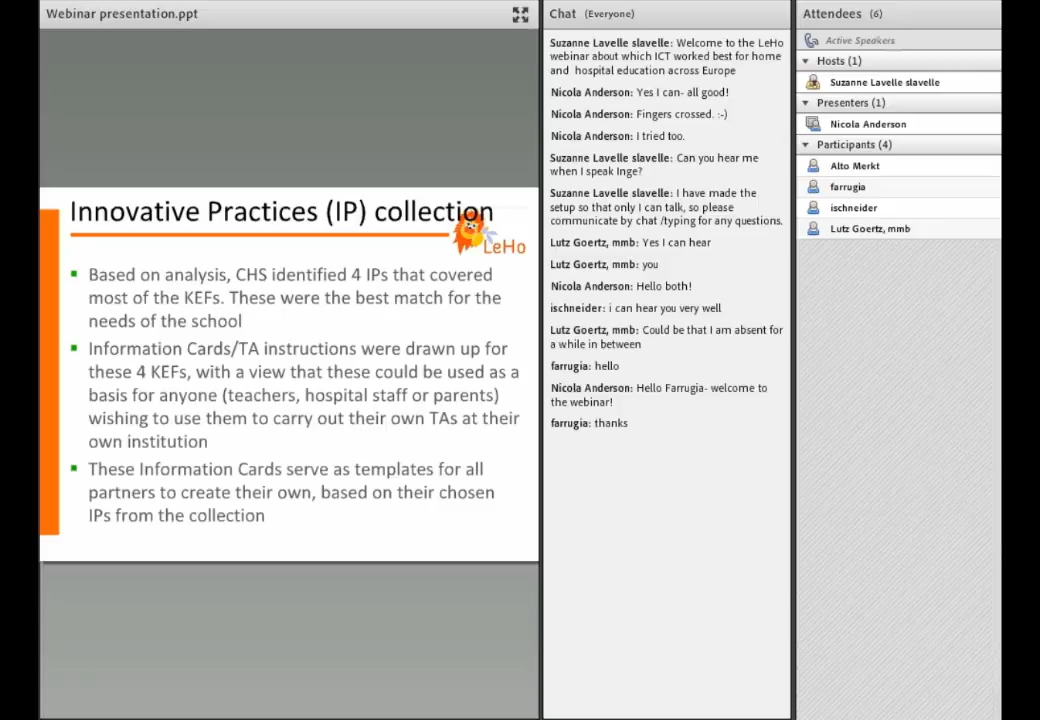 Webinar presentation.ppt
Innovative Practices (IP) collection
LeHo
Based on analysis, CHS identified 4 IPs that covered
most of the KEFs. These were the best match for the
needs of the school
Information Cards/TA instructions were drawn up for
these 4 KEFs, with a view that these could be used as a
basis for anyone (teachers, hospital staff or parents)
wishing to use them to carry out their own TAs at their
own institution
These Information Cards serve as templates for all
partners to create their own, based on their chosen
IPs from the collection
Chat (Everyone)
Suzanne Lavelle slavelle: Welcome to the LeHo
webinar about which ICT worked best for home
and hospital education across Europe
Nicola Anderson: Yes I can- all good!
Nicola Anderson: Fingers crossed. :-)
Nicola Anderson: I tried too.
Suzanne Lavelle slavelle: Can you hear me
when I speak Inge?
Suzanne Lavelle slavelle: I have made the
setup so that only I can talk, so please
communicate by chat /typing for any questions.
Lutz Goertz, mmb: Yes I can hear
Lutz Goertz, mmb: you
Nicola Anderson: Hello both!
ischneider: i can hear you very well
Lutz Goertz, mmb: Could be that I am absent for
a while in between
farrugia: hello
Nicola Anderson: Hello Farrugia- welcome to
the webinar!
farrugia: thanks
Attendees (6)
Active Speakers
Hosts (1)
Suzanne Lavelle slavelle
Presenters (1)
Nicola Anderson
Participants (4)
Alto Merkt
farrugia
ischneider
Lutz Goertz, mmb